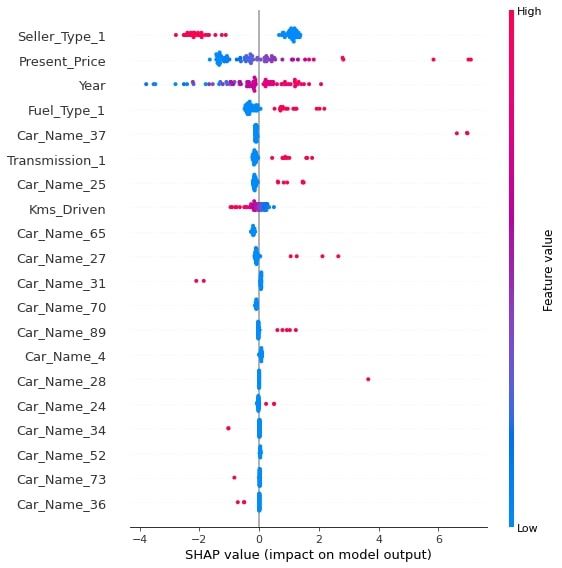 High
Seller_Type_1
Present_Price
Year
Fuel_Type_1
Car_Name_37
Transmission_1
Car_Name_25
Kms_Driven
Car_Name_65
Car_Name_27
Car_Name_31
Car_Name_70
Car_Name_89
Car_Name_4
Car_Name_28
Car_Name_24
Car_Name_34
Car_Name_52
Car_Name_73
Car_Name_36
Feature value
Low
−4 −2 0 2 4 6
SHAP value (impact on model output)